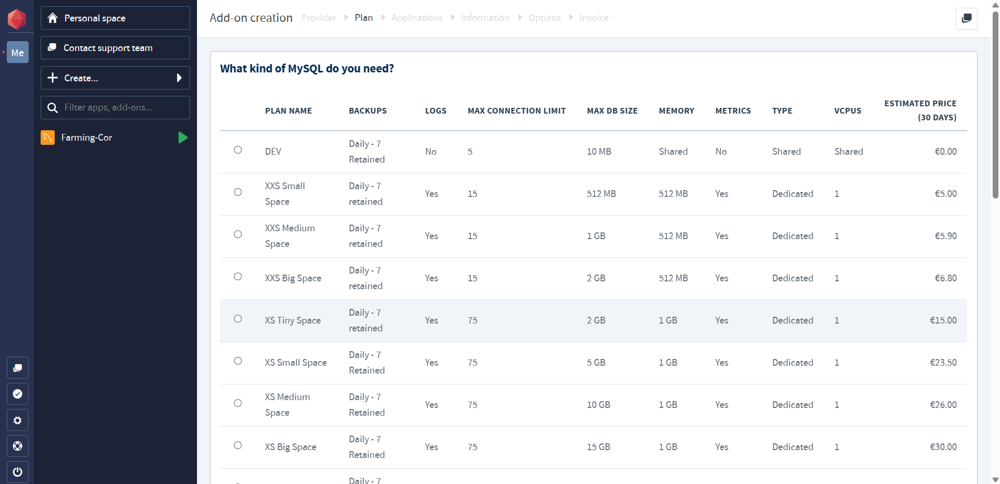 Me
Personal space
Contact support team
Create...
Filter apps, add-ons...
Farming-Cor
Add-on creation Provider Plan Applications Information Options Invoice
What kind of MySQL do you need?
PLAN NAME BACKUPS LOGS MAX CONNECTION LIMIT MAX DB SIZE MEMORY METRICS TYPE VCPUS ESTIMATED PRICE
(30 DAYS)
DEV Daily - 7 No 5 10 MB Shared No Shared Shared €0.00
Retained
XXS Small Daily - 7 Yes 15 512 MB 512 MB Yes Dedicated 1 €5.00
Space retained
XXS Medium Daily - 7 Yes 15 1 GB 512 MB Yes Dedicated 1 €5.90
Space retained
XXS Big Space Daily - 7 Yes 15 2 GB 512 MB Yes Dedicated 1 €6.80
retained
XS Tiny Space Daily - 7 Yes 75 2 GB 1 GB Yes Dedicated 1 €15.00
retained
XS Small Space Daily - 7 Yes 75 5 GB 1 GB Yes Dedicated 1 €23.50
Retained
XS Medium Daily - 7 Yes 75 10 GB 1 GB Yes Dedicated 1 €26.00
Space Retained
XS Big Space Daily - 7 Yes 75 15 GB 1 GB Yes Dedicated 1 €30.00
Retained
Daily - 7